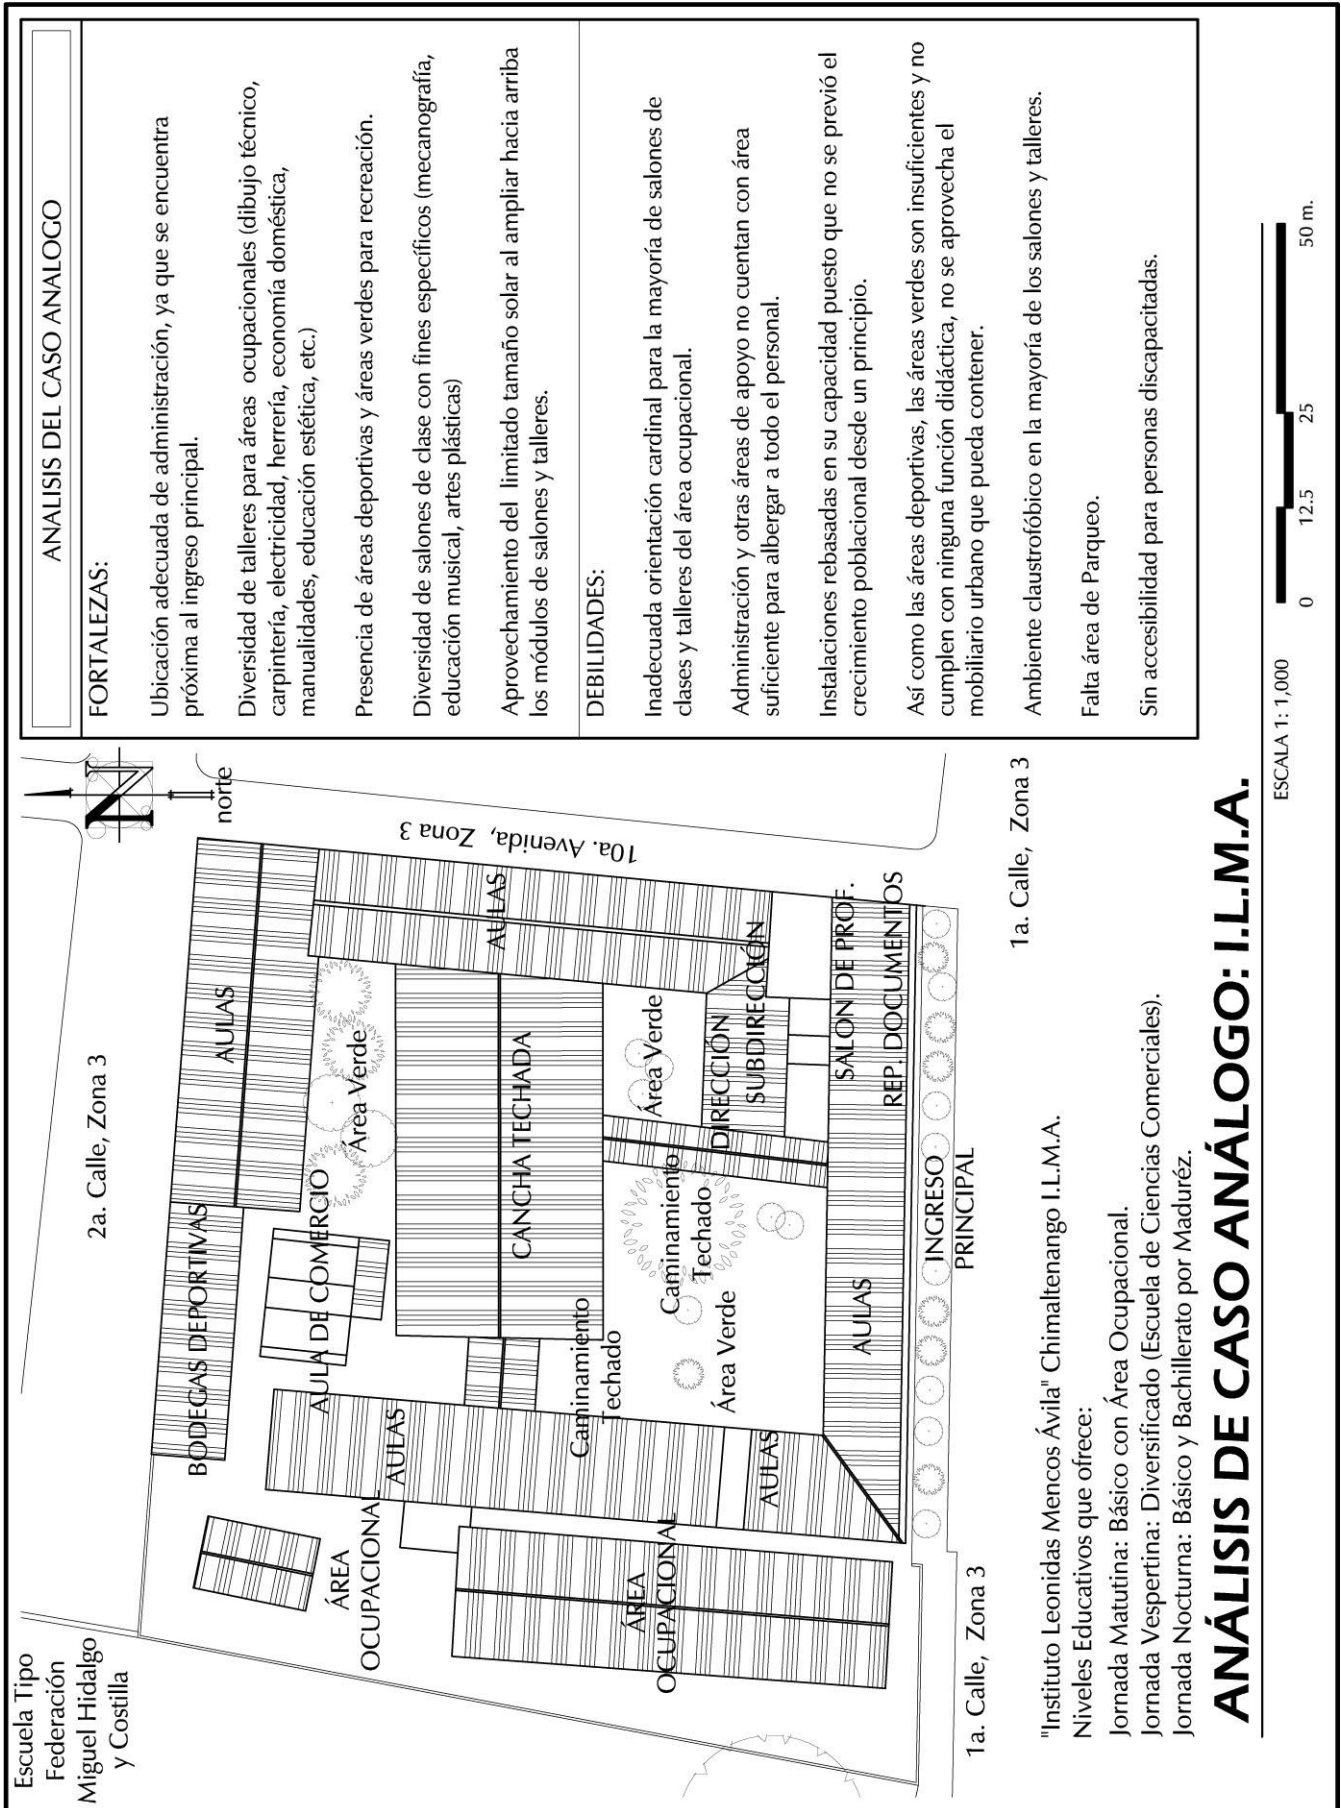 Escuela Tipo
Federación
Miguel Hidalgo
y Costilla
2a. Calle, Zona 3
N
norte
10a. Avenida, Zona 3
BODEGAS DEPORTIVAS
AULAS
AULA DE COMERCIO
Área Verde
AULAS
ÁREA
OCUPACIONAL
AULAS
CANCHA TECHADA
Caminamiento
Techado
Caminamiento
Techado
Área Verde
Área Verde
DIRECCIÓN
SUBDIRECCIÓN
ÁREA
OCUPACIONAL
AULAS
AULAS
SALON DE PROF.
REP. DOCUMENTOS
INGRESO
PRINCIPAL
1a. Calle, Zona 3
1a. Calle, Zona 3
"Instituto Leonidas Mencos Ávila" Chimaltenango I.L.M.A.
Niveles Educativos que ofrece:
Jornada Matutina: Básico con Área Ocupacional.
Jornada Vespertina: Diversificado (Escuela de Ciencias Comerciales).
Jornada Nocturna: Básico y Bachillerato por Maduréz.
ANÁLISIS DE CASO ANÁLOGO: I.L.M.A.
ANALISIS DEL CASO ANALOGO
FORTALEZAS:
Ubicación adecuada de administración, ya que se encuentra
próxima al ingreso principal.
Diversidad de talleres para áreas ocupacionales (dibujo técnico,
carpintería, electricidad, herrería, economía doméstica,
manualidades, educación estética, etc.)
Presencia de áreas deportivas y áreas verdes para recreación.
Diversidad de salones de clase con fines específicos (mecanografía,
educación musical, artes plásticas)
Aprovechamiento del limitado tamaño solar al ampliar hacia arriba
los módulos de salones y talleres.
DEBILIDADES:
Inadecuada orientación cardinal para la mayoría de salones de
clases y talleres del área ocupacional.
Administración y otras áreas de apoyo no cuentan con área
suficiente para albergar a todo el personal.
Instalaciones rebasadas en su capacidad puesto que no se previó el
crecimiento poblacional desde un principio.
Así como las áreas deportivas, las áreas verdes son insuficientes y no
cumplen con ninguna función didáctica, no se aprovecha el
mobiliario urbano que pueda contener.
Ambiente claustrofóbico en la mayoría de los salones y talleres.
Falta área de Parqueo.
Sin accesibilidad para personas discapacitadas.
ESCALA 1: 1,000
0 12.5 25 50 m.